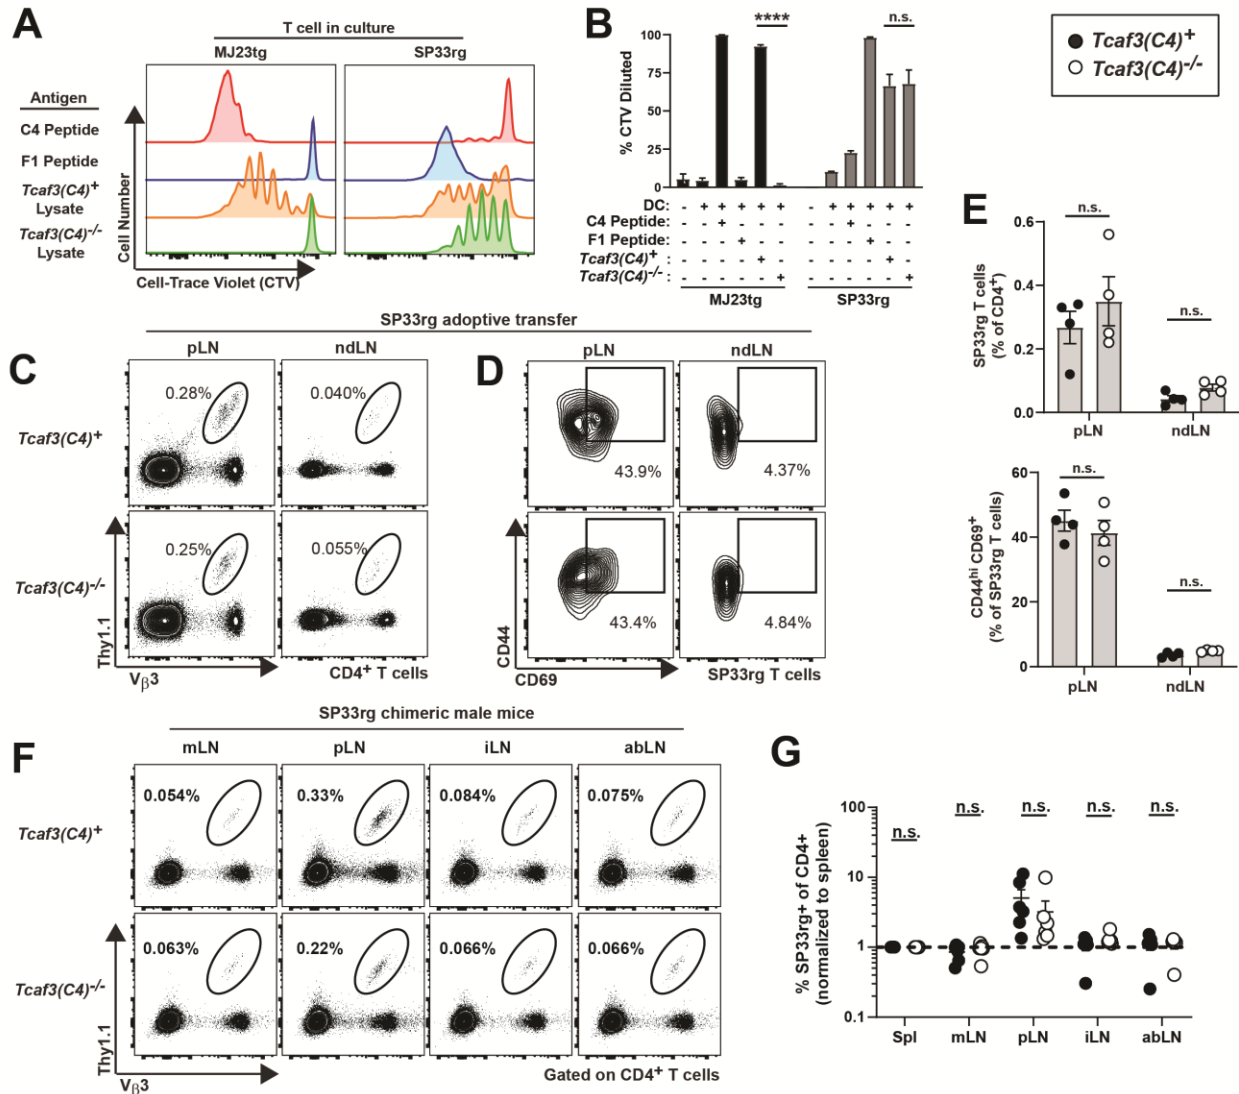 A
T cell in culture
MJ23tg
SP33rg
Antigen
C4 Peptide
F1 Peptide
Tcaf3(C4)+
Lysate
Tcaf3(C4)-/-
Lysate
Cell Number
Cell-Trace Violet (CTV)
B
****
n.s.
% CTV Diluted
100
75
50
25
0
DC: - + + + + + - + + + + +
C4 Peptide: - - + - - - - - + - - -
F1 Peptide: - - - + - - - - - + - -
Tcaf3(C4)+ : - - - - + - - - - - + -
Tcaf3(C4)-/- : - - - - - + - - - - - +
MJ23tg
SP33rg
Tcaf3(C4)+
Tcaf3(C4)-/-
SP33rg adoptive transfer
C
pLN
ndLN
Tcaf3(C4)+
0.28%
0.040%
Tcaf3(C4)-/-
0.25%
0.055%
Thy1.1
Vβ3
CD4+ T cells
D
pLN
ndLN
43.9%
4.37%
43.4%
4.84%
CD44
CD69
SP33rg T cells
E
SP33rg T cells
(% of CD4+)
0.6
0.4
0.2
0.0
n.s.
n.s.
pLN
ndLN
CD44hi CD69+
(% of SP33rg T cells)
60
40
20
0
n.s.
n.s.
pLN
ndLN
SP33rg chimeric male mice
F
mLN
pLN
iLN
abLN
Tcaf3(C4)+
0.054%
0.33%
0.084%
0.075%
Tcaf3(C4)-/-
0.063%
0.22%
0.066%
0.066%
Thy1.1
Vβ3
Gated on CD4+ T cells
G
% SP33rg+ of CD4+
(normalized to spleen)
100
10
1
0.1
n.s.
n.s.
n.s.
n.s.
n.s.
Spl
mLN
pLN
iLN
abLN